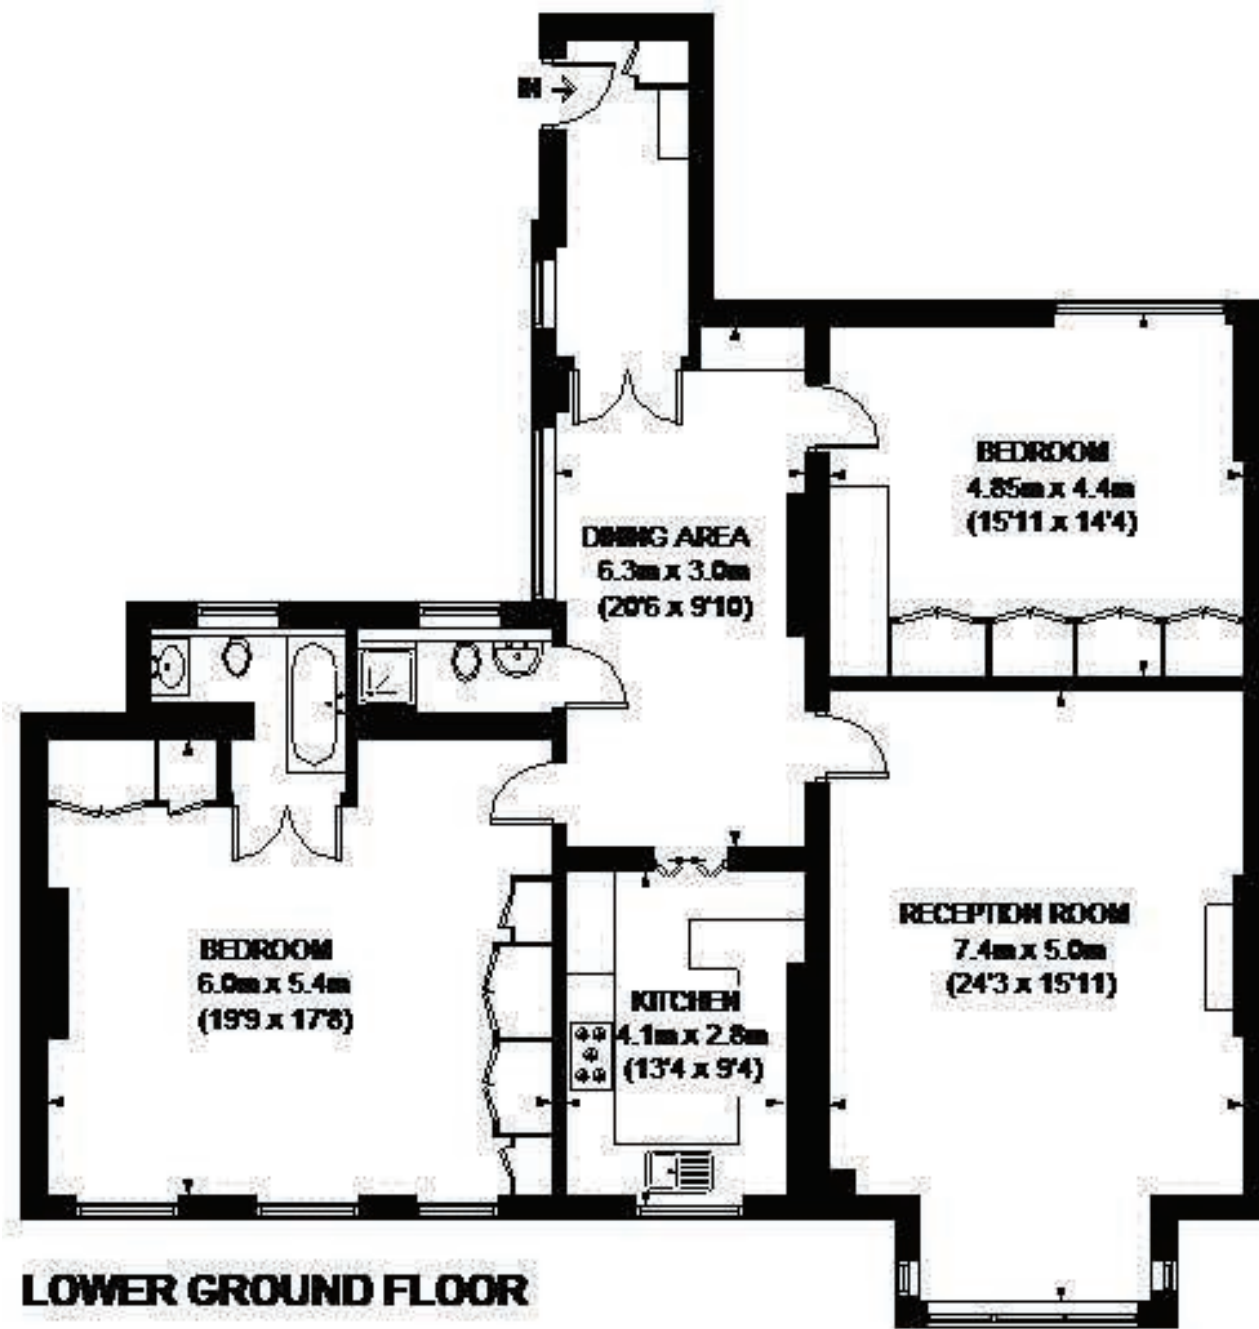 IN
BEDROOM
4.85m x 4.4m
(15'11 x 14'4)
DINING AREA
6.3m x 3.0m
(20'6 x 9'10)
RECEPTION ROOM
7.4m x 5.0m
(24'3 x 15'11)
BEDROOM
6.0m x 5.4m
(19'9 x 17'8)
KITCHEN
4.1m x 2.8m
(13'4 x 9'4)
LOWER GROUND FLOOR